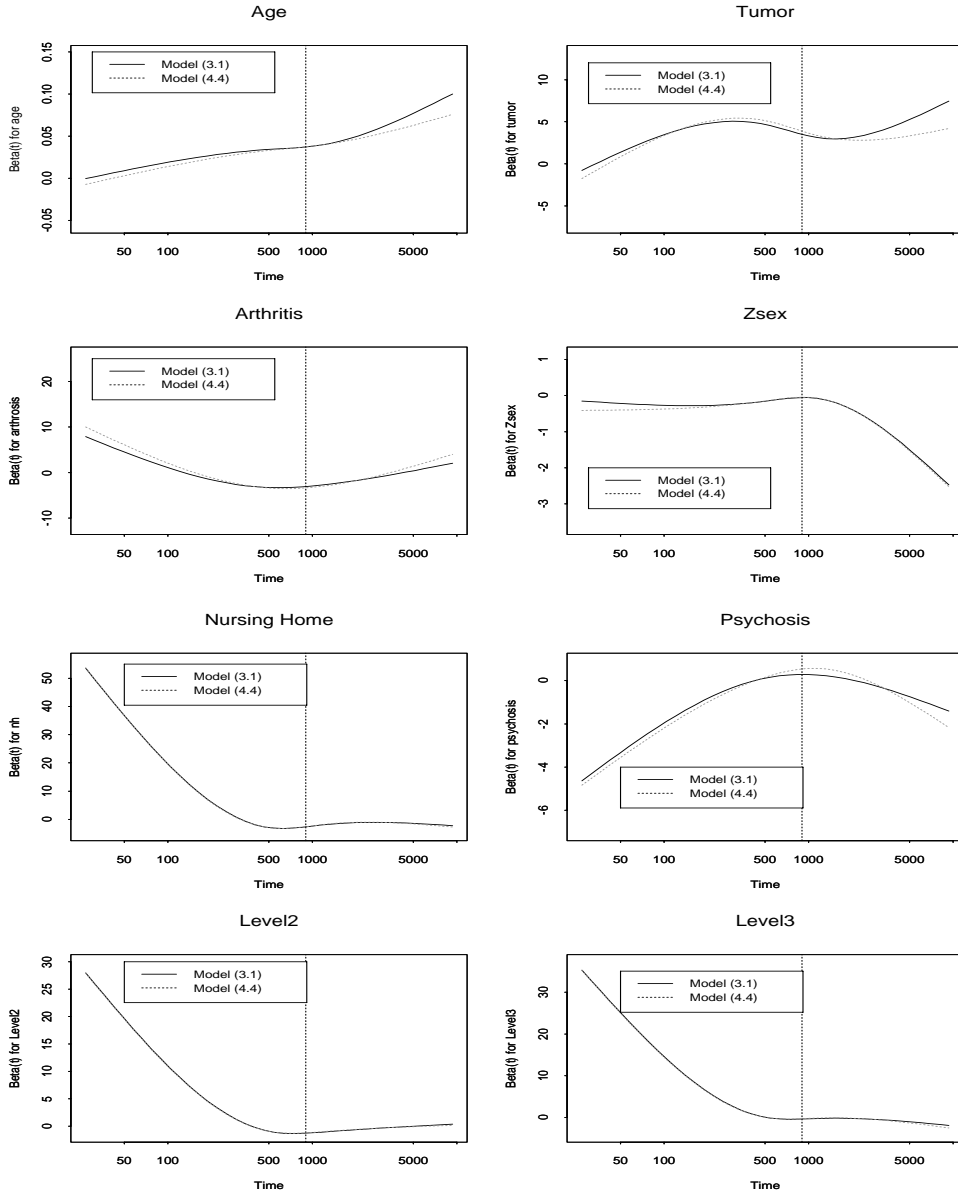 Age
0.15
0.10
0.05
0.0
-0.05
Beta(t) for age
Model (3.1)
Model (4.4)
50 100 500 1000 5000
Time
Tumor
10
5
0
-5
Beta(t) for tumor
Model (3.1)
Model (4.4)
50 100 500 1000 5000
Time
Arthritis
20
10
0
-10
Beta(t) for arthrosis
Model (3.1)
Model (4.4)
50 100 500 1000 5000
Time
Zsex
1
0
-1
-2
-3
Beta(t) for Zsex
Model (3.1)
Model (4.4)
50 100 500 1000 5000
Time
Nursing Home
50
40
30
20
10
0
Beta(t) for nh
Model (3.1)
Model (4.4)
50 100 500 1000 5000
Time
Psychosis
0
-2
-4
-6
Beta(t) for psychosis
Model (3.1)
Model (4.4)
50 100 500 1000 5000
Time
Level2
30
25
20
15
10
5
0
Beta(t) for Level2
Model (3.1)
Model (4.4)
50 100 500 1000 5000
Time
Level3
30
20
10
0
Beta(t) for Level3
Model (3.1)
Model (4.4)
50 100 500 1000 5000
Time